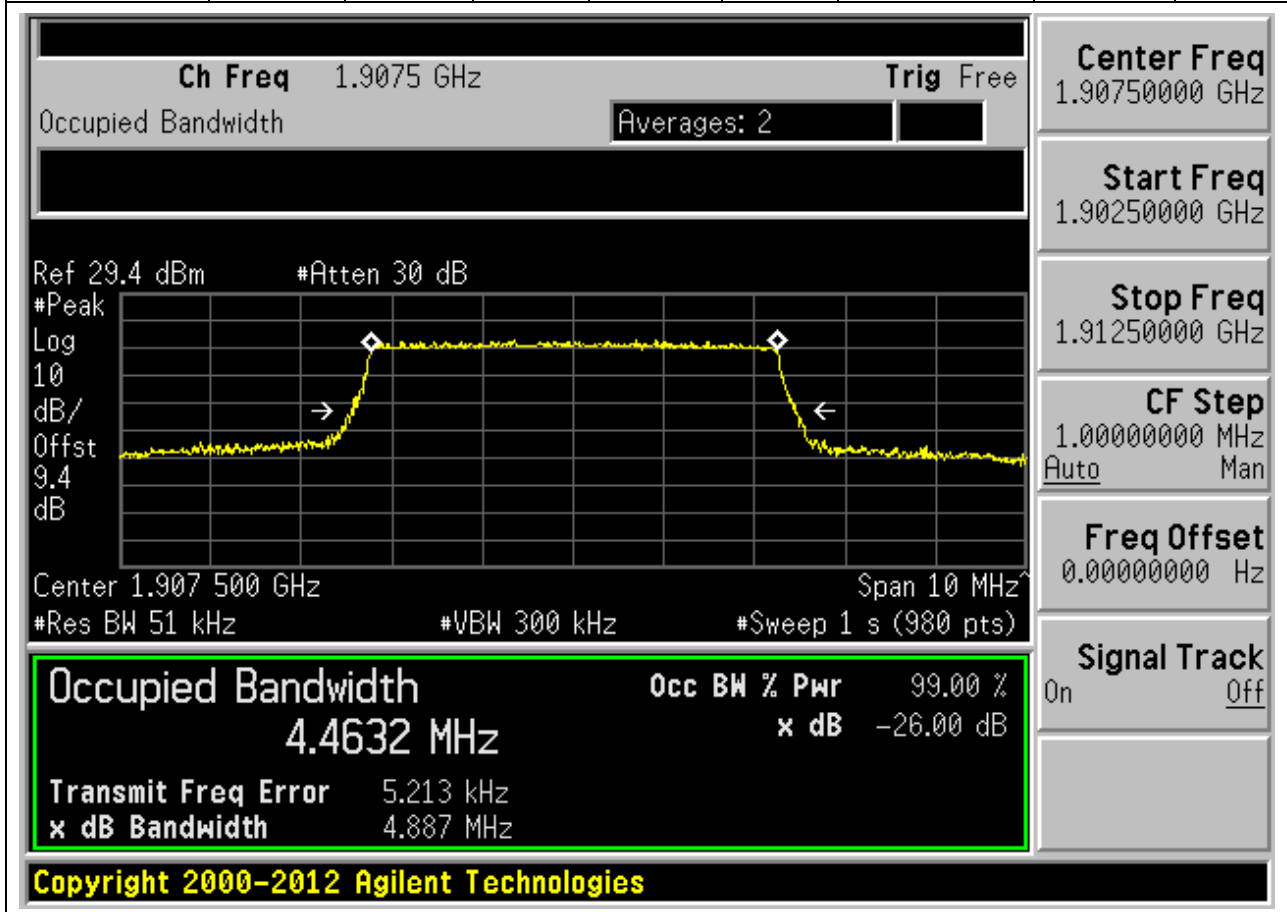 Ch Freq 1.9075 GHz Trig Free
Occupied Bandwidth Averages: 2
Ref 29.4 dBm #Atten 30 dB
#Peak
Log
10
dB/
Offst
9.4
dB
Center 1.907 500 GHz Span 10 MHz^
#Res BW 51 kHz #VBW 300 kHz #Sweep 1 s (980 pts)
Occupied Bandwidth Occ BW % Pwr 99.00 %
4.4632 MHz x dB -26.00 dB
Transmit Freq Error 5.213 kHz
x dB Bandwidth 4.887 MHz
Copyright 2000-2012 Agilent Technologies
Center Freq
1.90750000 GHz
Start Freq
1.90250000 GHz
Stop Freq
1.91250000 GHz
CF Step
1.00000000 MHz
Auto Man
Freq Offset
0.00000000 Hz
Signal Track
On Off